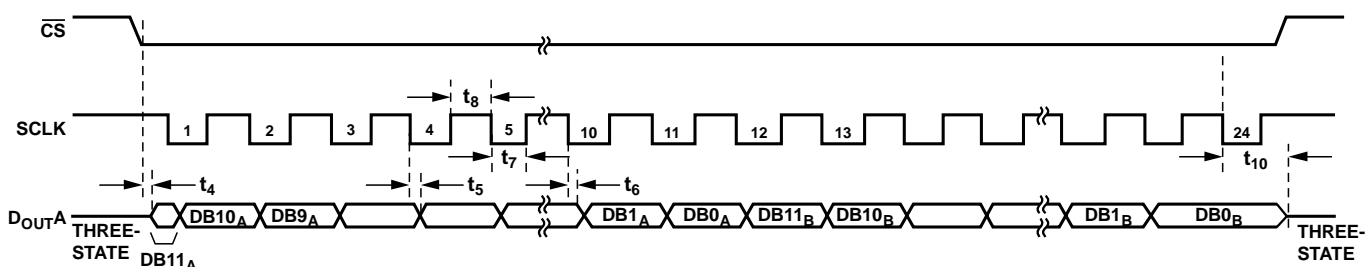 CS
t8
SCLK
1 2 3 4 5 10 11 12 13 24
t7
t10
t4
t5
t6
DOUTA
DB10A DB9A DB1A DB0A DB11B DB10B DB1B DB0B
THREE-
STATE
DB11A
THREE-
STATE